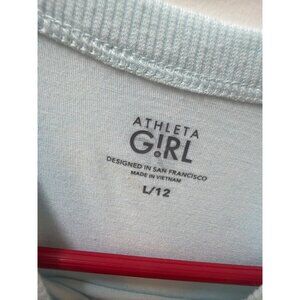 ATHLETA
G!RL
DESIGNED IN SAN FRANCISCO
MADE IN VIETNAM
L/12